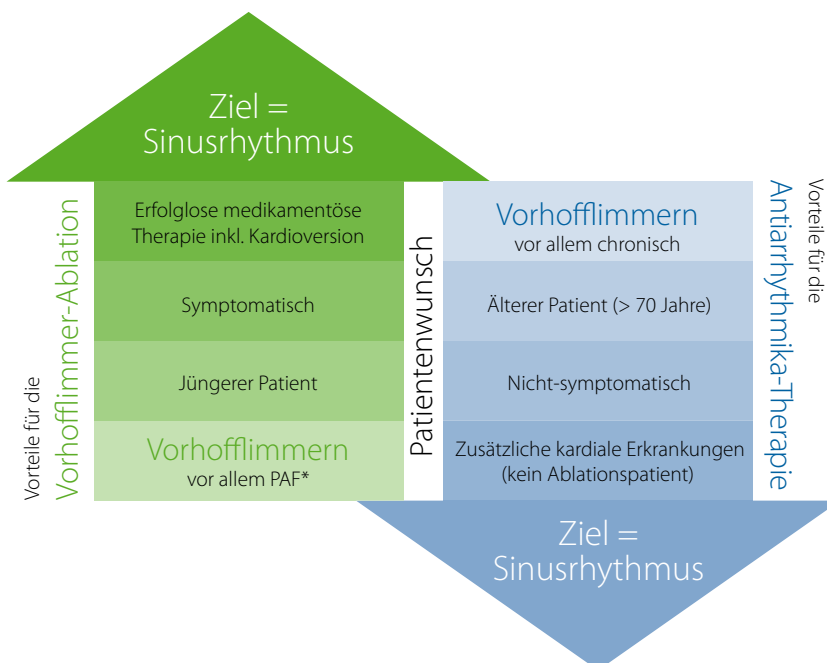 Ziel =
Sinusrhythmus
Vorteile für die
Vorhofflimmer-Ablation
Erfolglose medikamentöse
Therapie inkl. Kardioversion
Symptomatisch
Jüngerer Patient
Vorhofflimmern
vor allem PAF*
Patientenwunsch
Vorhofflimmern
vor allem chronisch
Älterer Patient (> 70 Jahre)
Nicht-symptomatisch
Zusätzliche kardiale Erkrankungen
(kein Ablationspatient)
Vorteile für die
Antiarrhythmika-Therapie
Ziel =
Sinusrhythmus